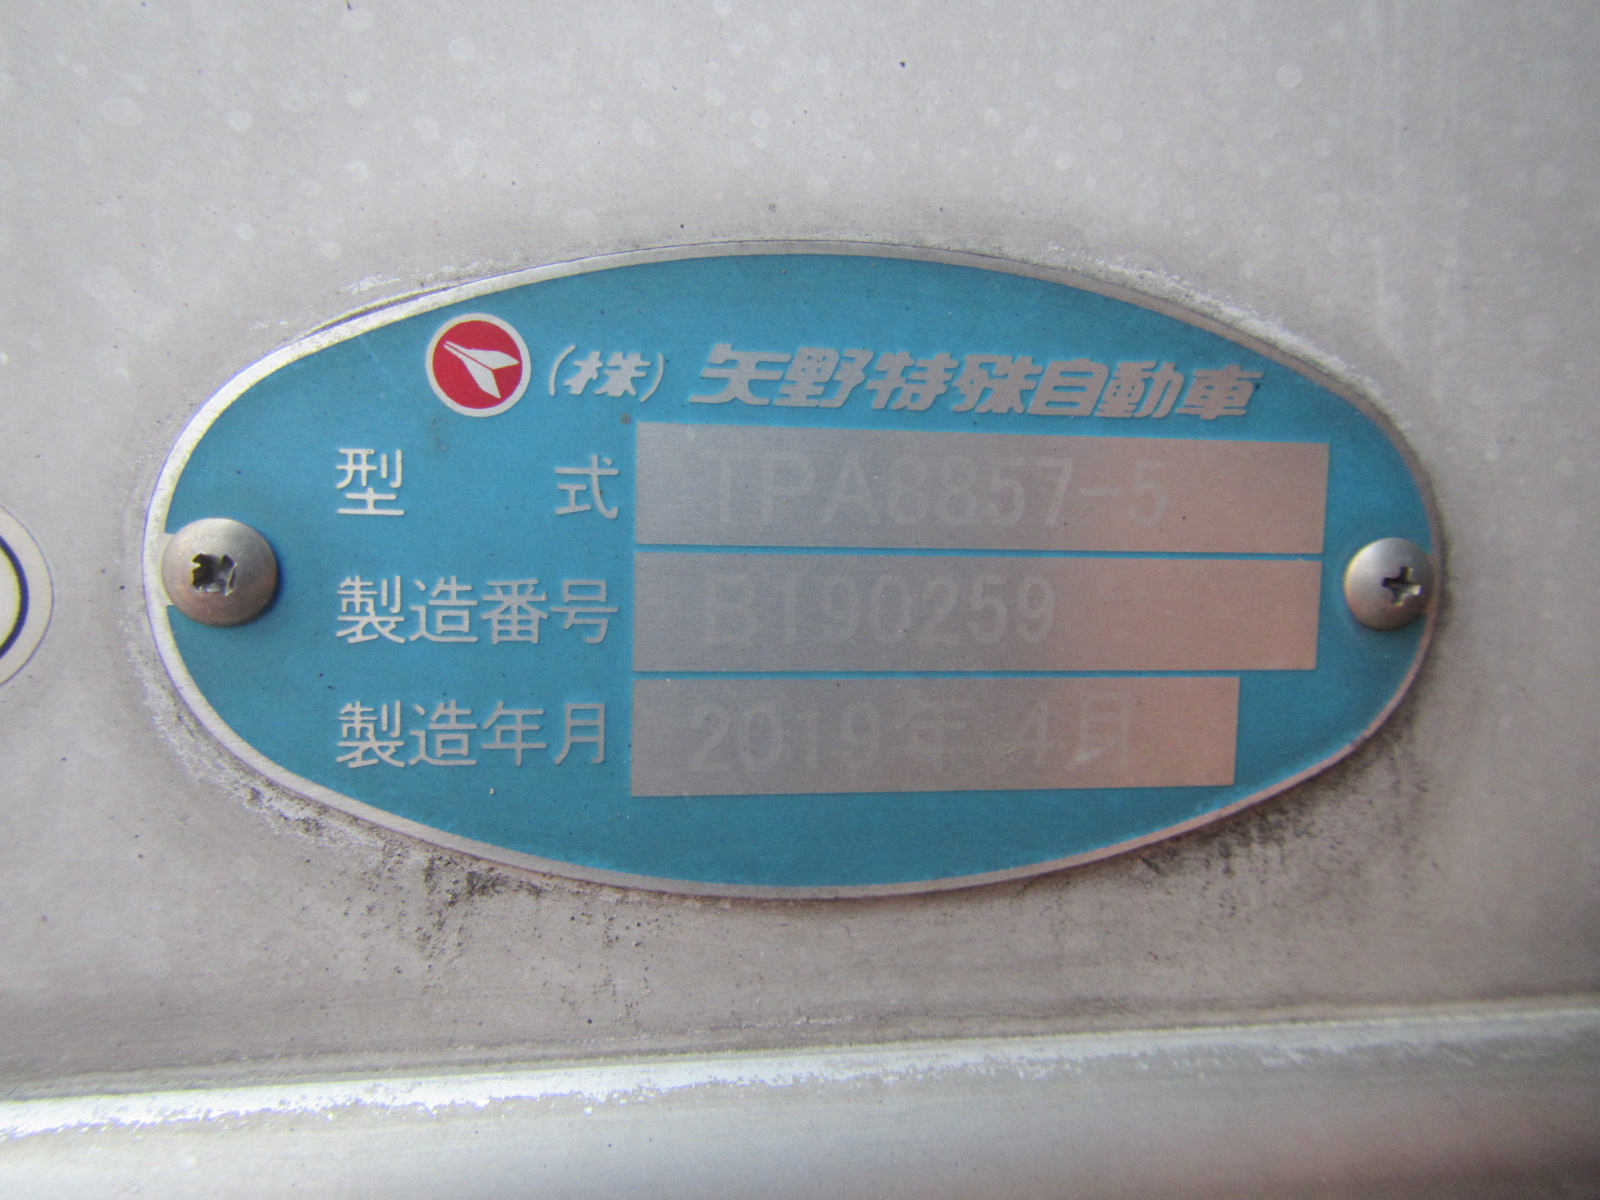 (株) 矢野特殊自動車
型式 TPA8857-5
製造番号 B190259
製造年月 2019年4月